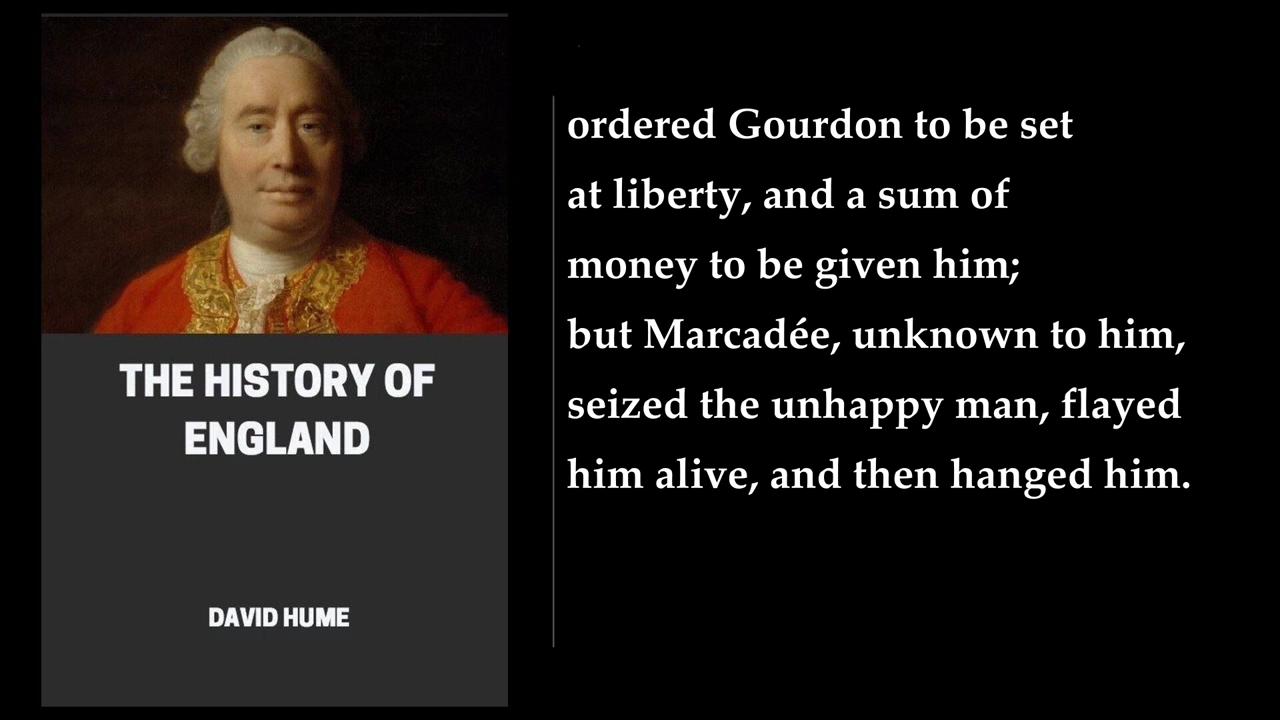 THE HISTORY OF
ENGLAND
DAVID HUME
ordered Gourdon to be set
at liberty, and a sum of
money to be given him;
but Marcadée, unknown to him,
seized the unhappy man, flayed
him alive, and then hanged him.